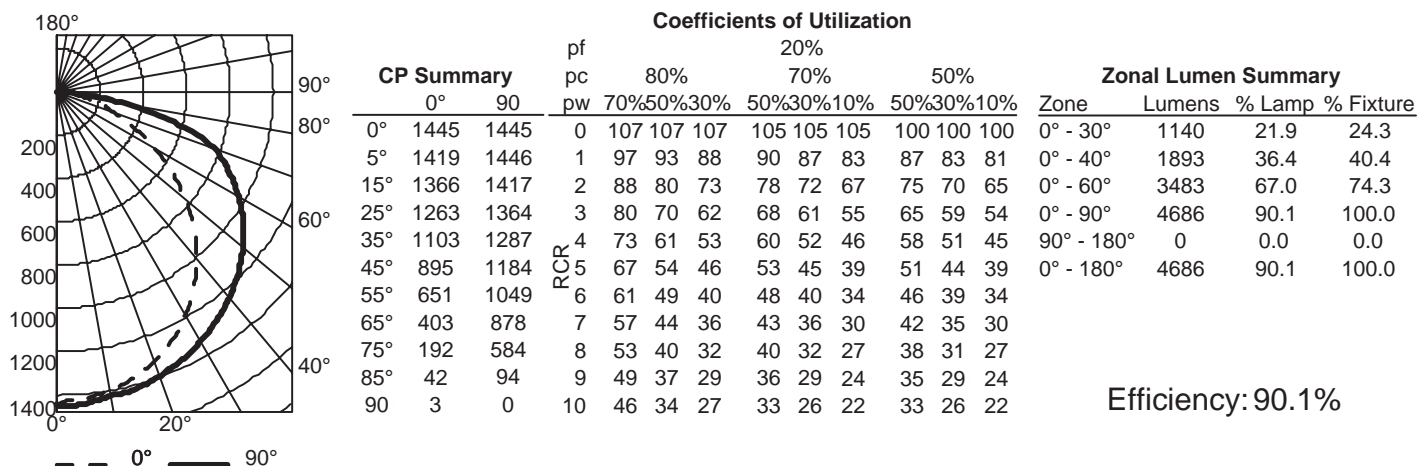 180°
90°
80°
60°
40°
200
400
600
800
1000
1200
1400
0° 20°
0° 90°
CP Summary
0° 90
0° 1445 1445
5° 1419 1446
15° 1366 1417
25° 1263 1364
35° 1103 1287
45° 895 1184
55° 651 1049
65° 403 878
75° 192 584
85° 42 94
90 3 0
Coefficients of Utilization
pf 20%
pc 80% 70% 50%
pw 70%50%30% 50%30%10% 50%30%10%
RCR
0 107 107 107 105 105 105 100 100 100
1 97 93 88 90 87 83 87 83 81
2 88 80 73 78 72 67 75 70 65
3 80 70 62 68 61 55 65 59 54
4 73 61 53 60 52 46 58 51 45
5 67 54 46 53 45 39 51 44 39
6 61 49 40 48 40 34 46 39 34
7 57 44 36 43 36 30 42 35 30
8 53 40 32 40 32 27 38 31 27
9 49 37 29 36 29 24 35 29 24
10 46 34 27 33 26 22 33 26 22
Zonal Lumen Summary
Zone Lumens % Lamp % Fixture
0° - 30° 1140 21.9 24.3
0° - 40° 1893 36.4 40.4
0° - 60° 3483 67.0 74.3
0° - 90° 4686 90.1 100.0
90° - 180° 0 0.0 0.0
0° - 180° 4686 90.1 100.0
Efficiency: 90.1%